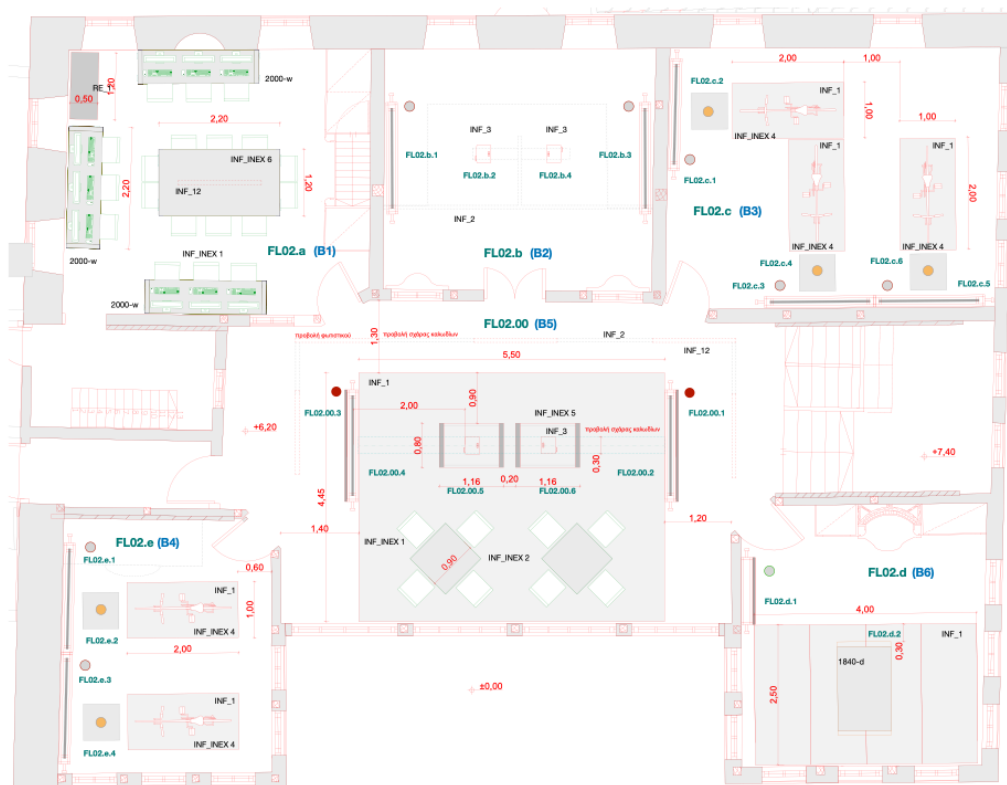 2000-w
RE_1
1,20
0,50
2,20
INF_INEX 6
INF_12
1,20
2,20
2000-w
INF_INEX 1
FL02.a (B1)
2000-w
INF_3
INF_3
FL02.b.1
FL02.b.2
FL02.b.4
FL02.b.3
INF_2
FL02.b (B2)
FL02.c.2
2,00
1,00
INF_1
1,00
1,00
INF_INEX 4
INF_1
INF_1
FL02.c.1
2,00
FL02.c (B3)
INF_INEX 4
INF_INEX 4
FL02.c.4
FL02.c.6
FL02.c.3
FL02.c.5
FL02.00 (B5)
προβολή φωτιστικού
1,30
προβολή σχάρας καλωδίων
INF_2
INF_12
5,50
INF_1
0,90
FL02.00.3
2,00
INF_INEX 5
FL02.00.1
+6,20
0,80
INF_3
προβολή σχάρας καλωδίων
0,30
+7,40
FL02.00.4
FL02.00.2
1,16
0,20
1,16
FL02.00.5
FL02.00.6
4,45
1,40
1,20
INF_INEX 1
INF_INEX 2
0,90
FL02.e (B4)
FL02.e.1
0,60
INF_1
1,00
FL02.e.2
INF_INEX 4
2,00
FL02.e.3
INF_1
INF_INEX 4
FL02.e.4
±0,00
FL02.d (B6)
FL02.d.1
4,00
FL02.d.2
INF_1
0,30
1840-d
2,50